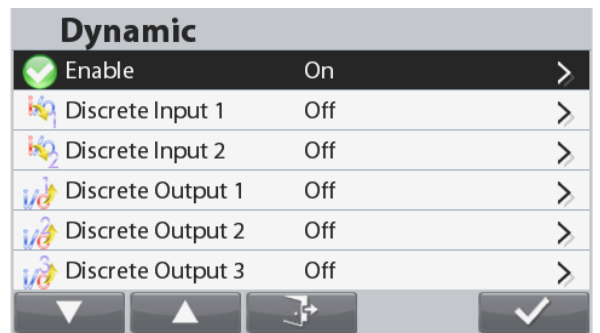 Dynamic
Enable On
Discrete Input 1 Off
Discrete Input 2 Off
Discrete Output 1 Off
Discrete Output 2 Off
Discrete Output 3 Off